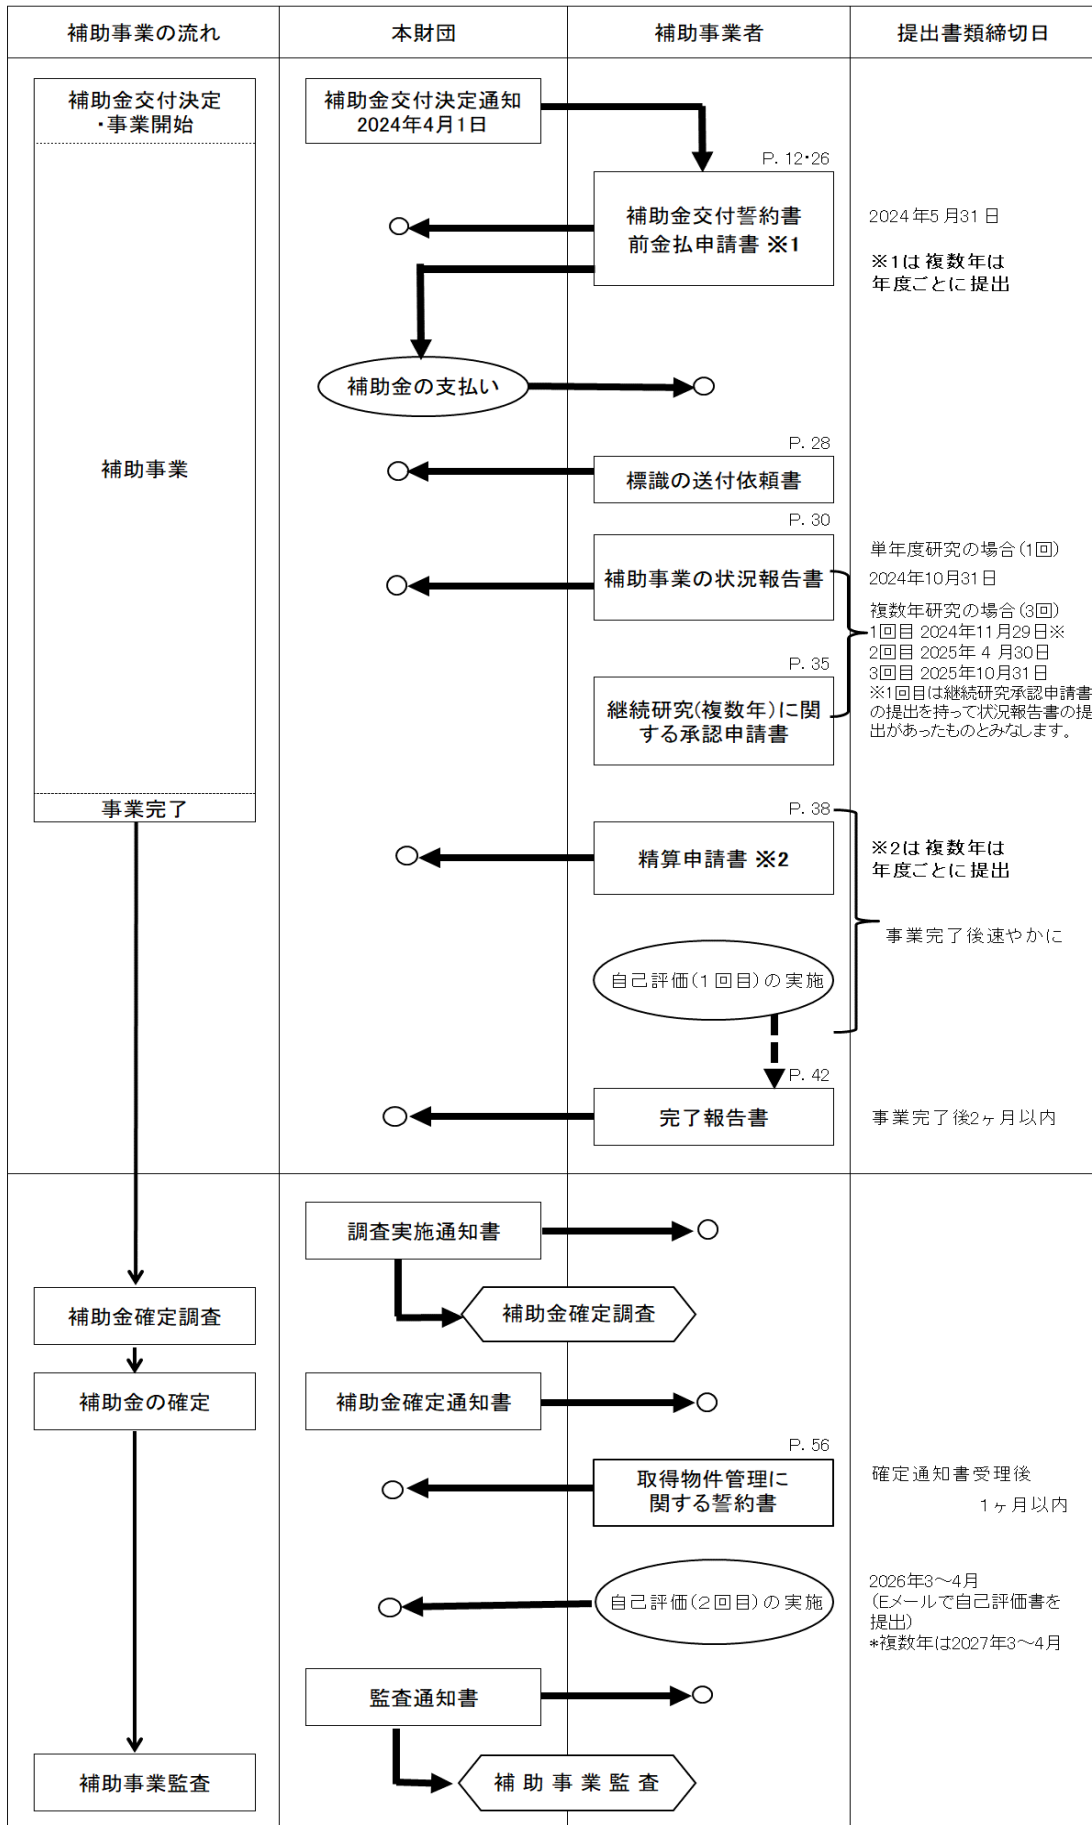 補助事業の流れ
本財団
補助事業者
提出書類締切日
補助金交付決定
・事業開始
補助金交付決定通知
2024年4月1日
P. 12・26
補助金交付誓約書
前金払申請書 ※1
2024年5月31日
※1は複数年は
年度ごとに提出
補助金の支払い
補助事業
P. 28
標識の送付依頼書
P. 30
補助事業の状況報告書
単年度研究の場合(1回)
2024年10月31日
複数年研究の場合(3回)
1回目 2024年11月29日※
2回目 2025年 4月30日
3回目 2025年10月31日
※1回目は継続研究承認申請書
の提出を持って状況報告書の提
出があったものとみなします。
P. 35
継続研究(複数年)に関
する承認申請書
事業完了
P. 38
精算申請書 ※2
※2は複数年は
年度ごとに提出
事業完了後速やかに
自己評価(1回目)の実施
P. 42
完了報告書
事業完了後2ヶ月以内
調査実施通知書
補助金確定調査
補助金確定調査
補助金の確定
補助金確定通知書
P. 56
取得物件管理に
関する誓約書
確定通知書受理後
1ヶ月以内
自己評価(2回目)の実施
2026年3～4月
(Eメールで自己評価書を
提出)
*複数年は2027年3～4月
監査通知書
補助事業監査
補助事業監査